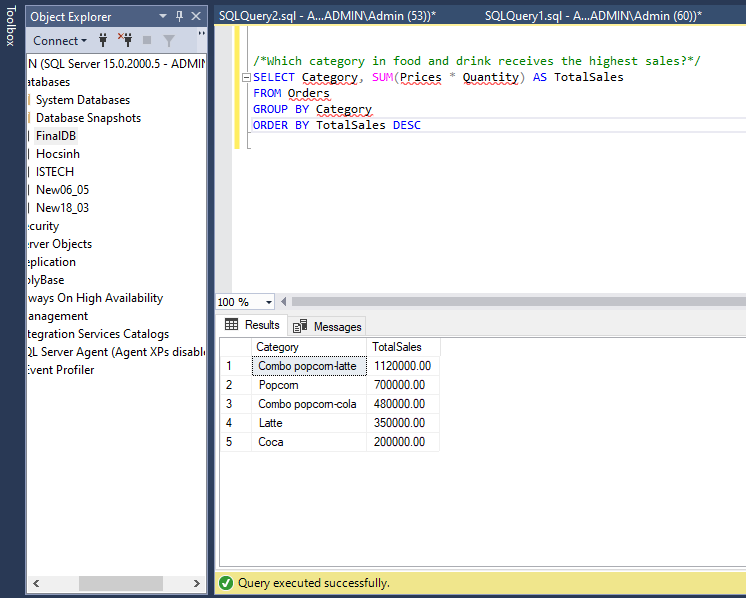 Toolbox
Object Explorer
Connect
N (SQL Server 15.0.2000.5 - ADMIN
atabases
System Databases
Database Snapshots
FinalDB
Hocsinh
ISTECH
New06_05
New18_03
curity
rver Objects
eplication
olyBase
ways On High Availability
anagement
tegration Services Catalogs
QL Server Agent (Agent XPs disabl
Event Profiler
SQLQuery2.sql - A...ADMIN\Admin (53))* SQLQuery1.sql - A...ADMIN\Admin (60))*
/*Which category in food and drink receives the highest sales?*/
SELECT Category, SUM(Prices * Quantity) AS TotalSales
FROM Orders
GROUP BY Category
ORDER BY TotalSales DESC
100 %
Results Messages
Category TotalSales
1 Combo popcorn-latte 1120000.00
2 Popcorn 700000.00
3 Combo popcorn-cola 480000.00
4 Latte 350000.00
5 Coca 200000.00
Query executed successfully.